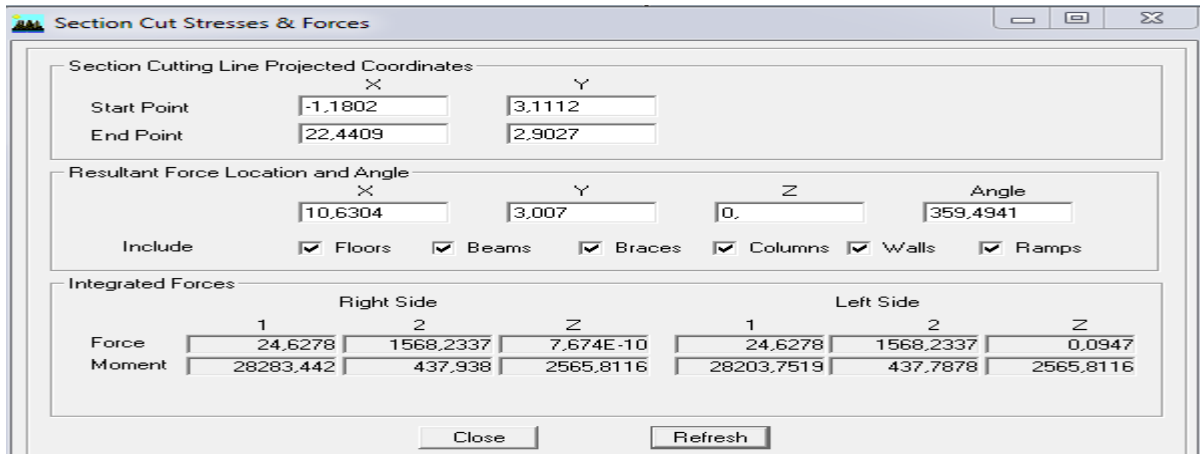 Section Cut Stresses & Forces
Section Cutting Line Projected Coordinates
X Y
Start Point -1,1802 3,1112
End Point 22,4409 2,9027
Resultant Force Location and Angle
X Y Z Angle
10,6304 3,007 0, 359,4941
Include Floors Beams Braces Columns Walls Ramps
Integrated Forces
Right Side Left Side
1 2 Z 1 2 Z
Force 24,6278 1568,2337 7,674E-10 24,6278 1568,2337 0,0947
Moment 28283,442 437,938 2565,8116 28203,7519 437,7878 2565,8116
Close Refresh